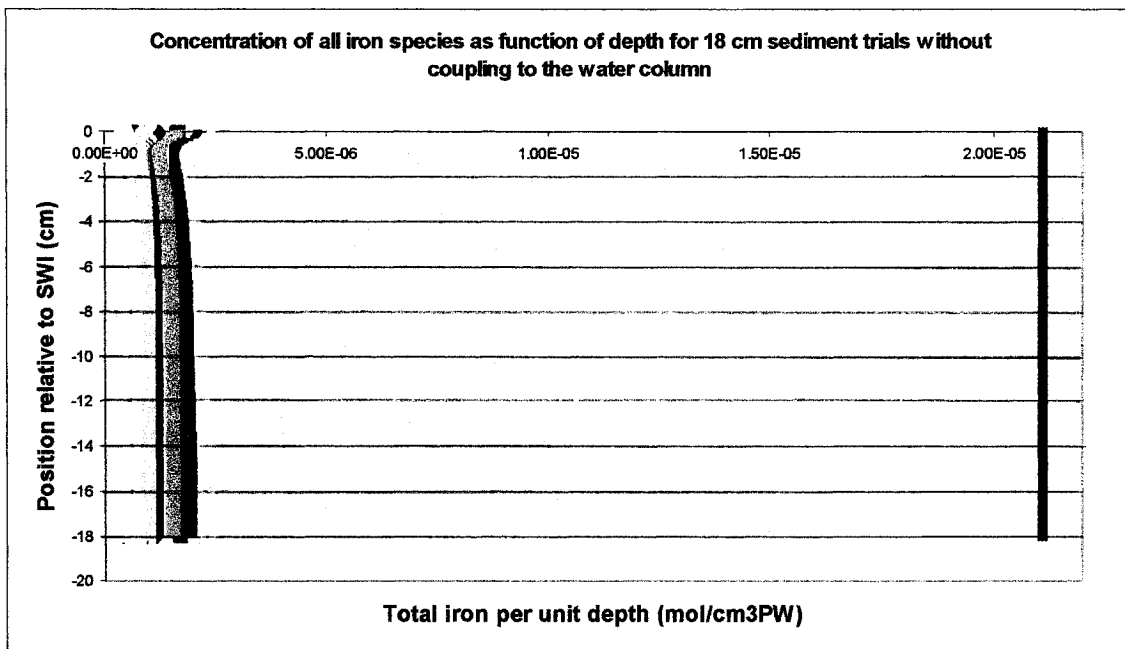 Concentration of all iron species as function of depth for 18 cm sediment trials without
coupling to the water column
0
0.00E+00 5.00E-06 1.00E-05 1.50E-05 2.00E-05
-2
-4
-6
-8
-10
-12
-14
-16
-18
-20
Position relative to SWI (cm)
Total iron per unit depth (mol/cm3PW)